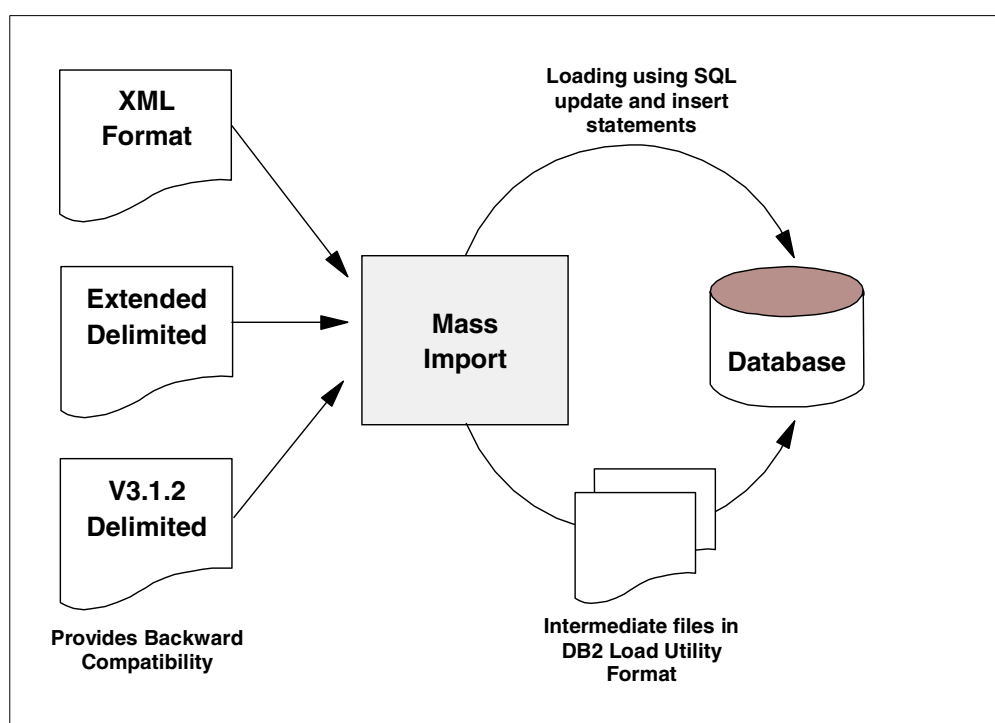 XML
Format
Extended
Delimited
V3.1.2
Delimited
Provides Backward
Compatibility
Mass
Import
Loading using SQL
update and insert
statements
Database
Intermediate files in
DB2 Load Utility
Format